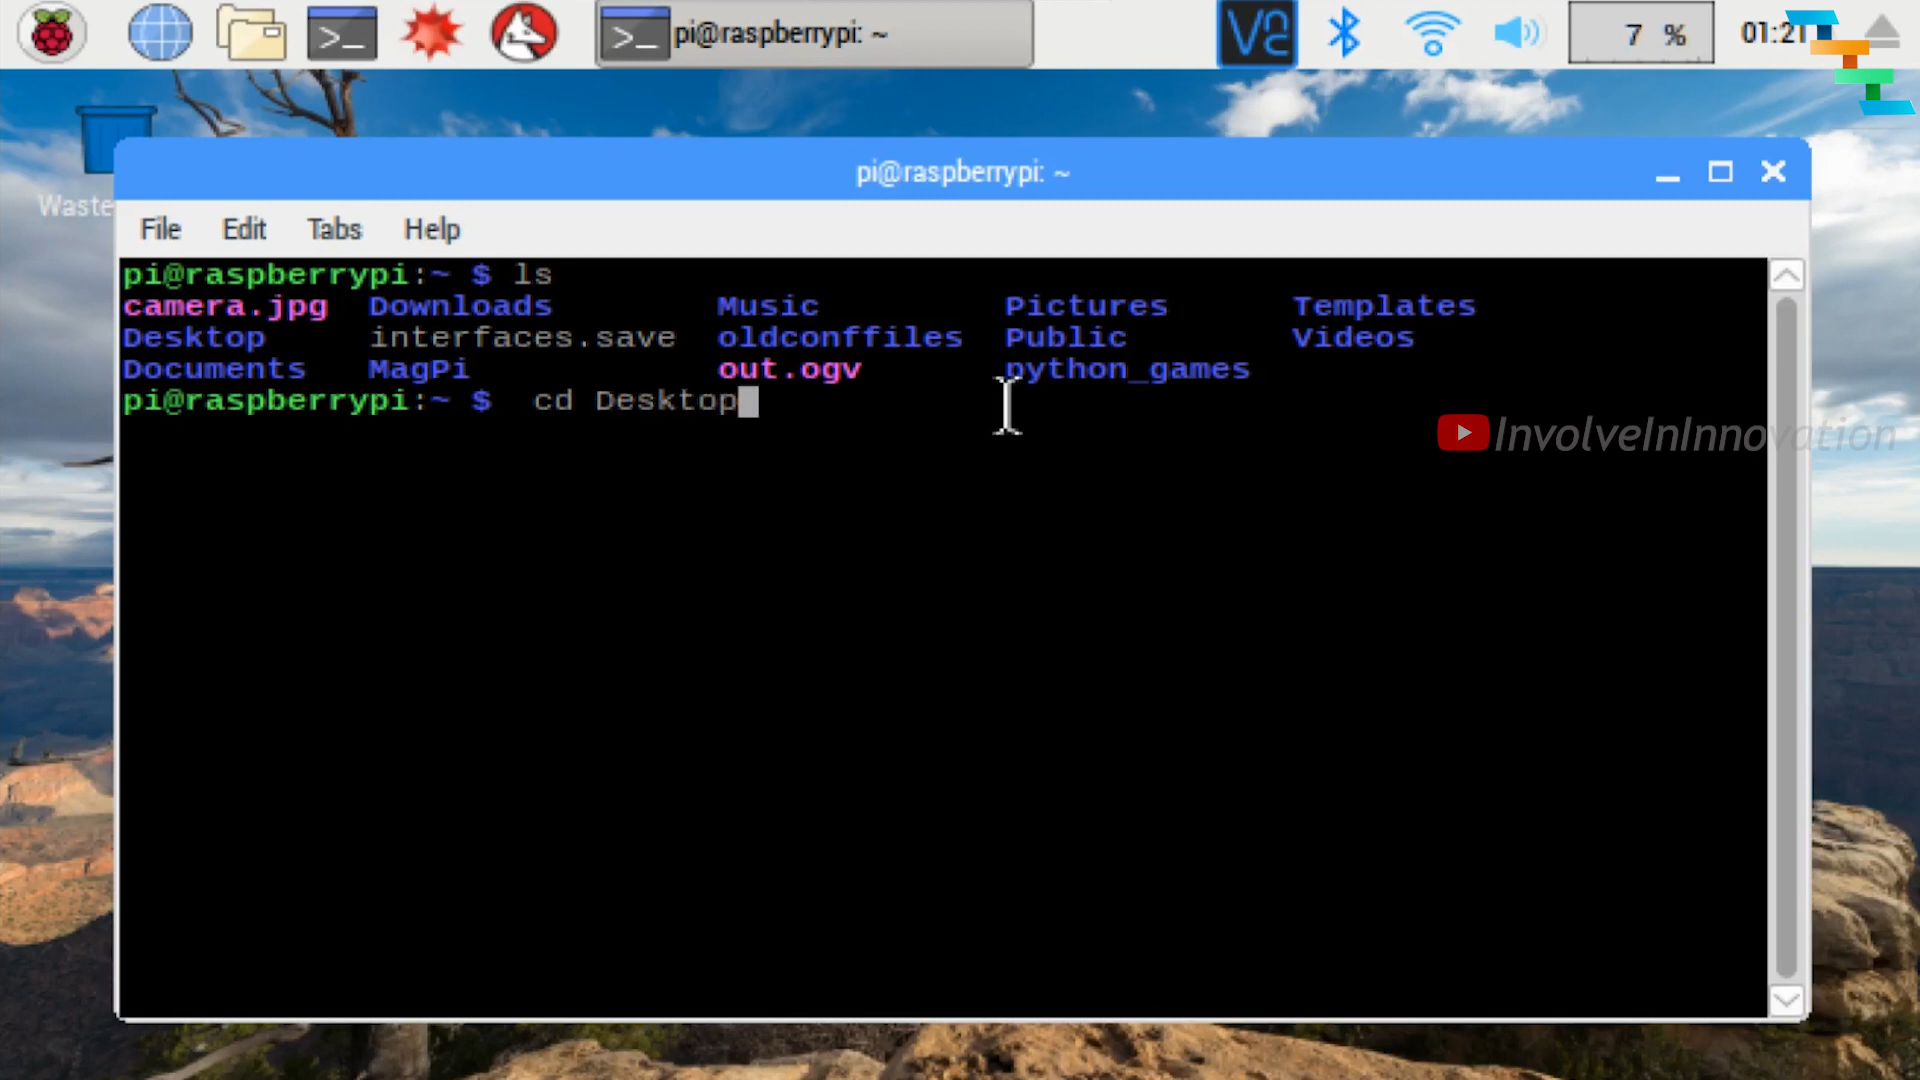 pi@raspberrypi: ~
7 %
01:21
Waste
pi@raspberrypi: ~
File Edit Tabs Help
pi@raspberrypi:~ $ ls
camera.jpg Downloads Music Pictures Templates
Desktop interfaces.save oldconffiles Public Videos
Documents MagPi out.ogv python_games
pi@raspberrypi:~ $  cd Desktop
InvolveInInnovation